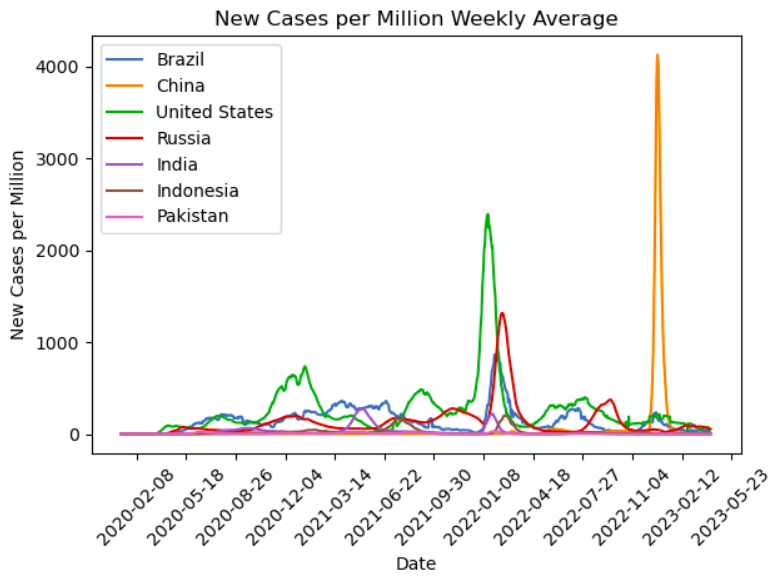 New Cases per Million Weekly Average
New Cases per Million
4000
3000
2000
1000
0
Brazil
China
United States
Russia
India
Indonesia
Pakistan
2020-02-08
2020-05-18
2020-08-26
2020-12-04
2021-03-14
2021-06-22
2021-09-30
2022-01-08
2022-04-18
2022-07-27
2022-11-04
2023-02-12
2023-05-23
Date